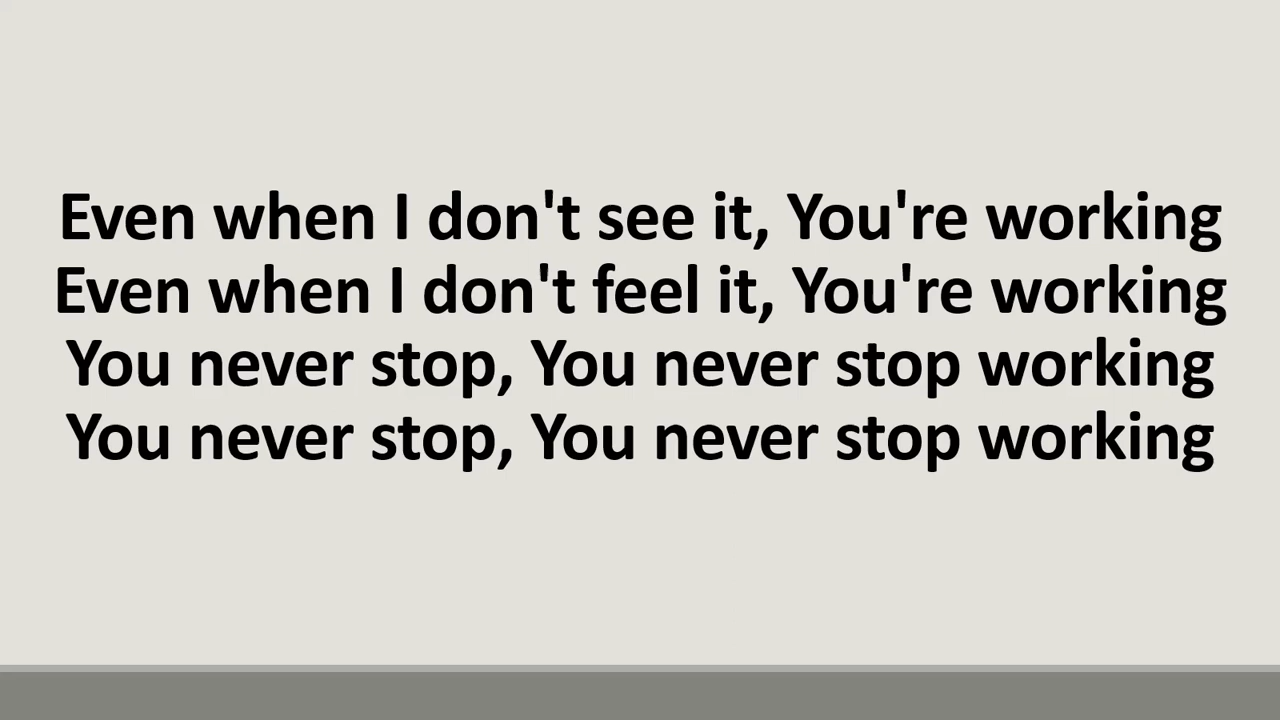 Even when I don't see it, You're working
Even when I don't feel it, You're working
You never stop, You never stop working
You never stop, You never stop working